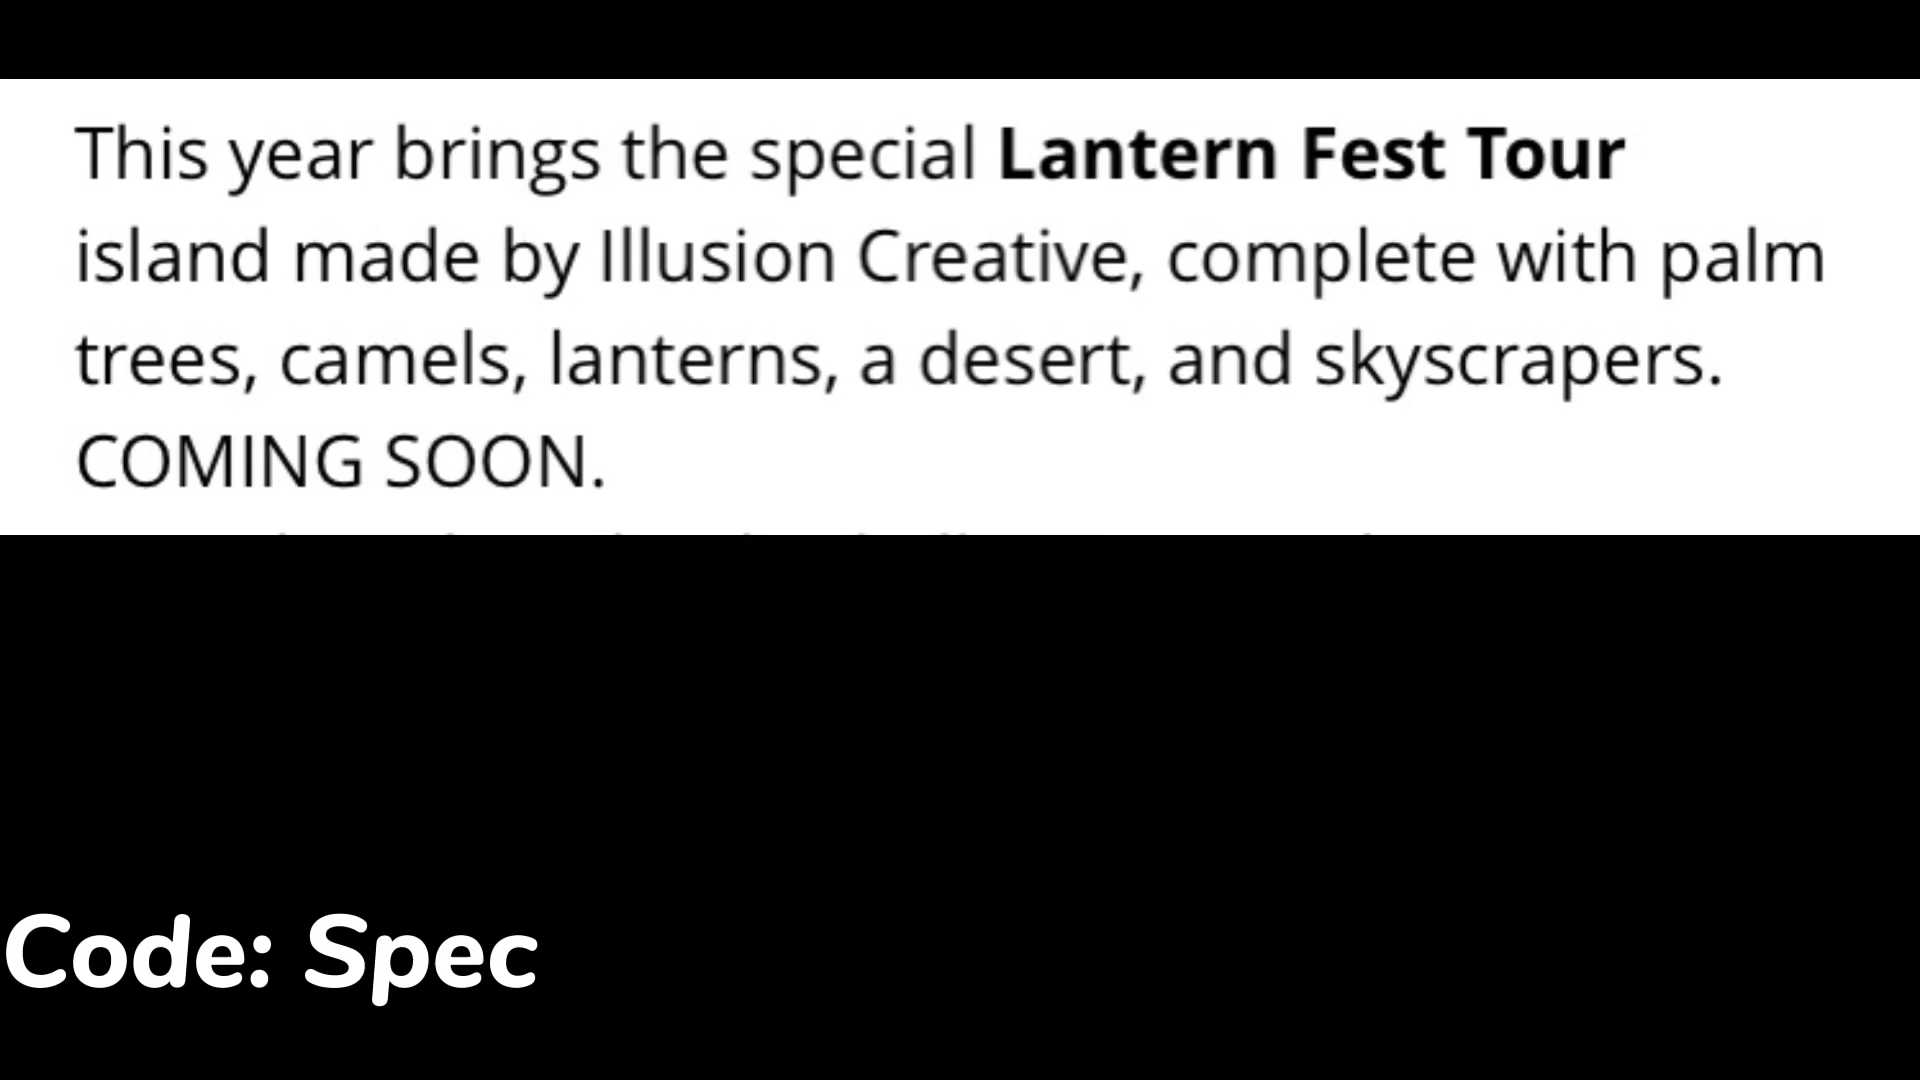 This year brings the special Lantern Fest Tour
island made by Illusion Creative, complete with palm
trees, camels, lanterns, a desert, and skyscrapers.
COMING SOON.
Code: Spec